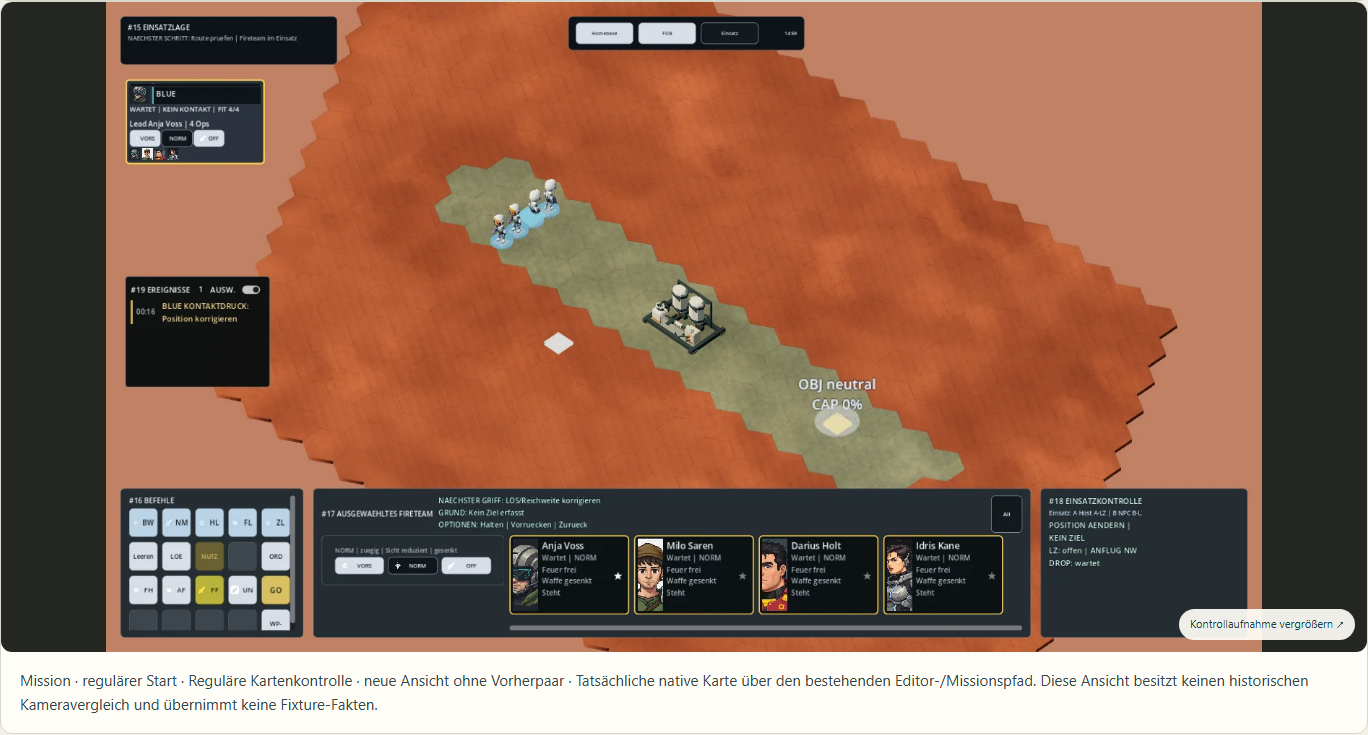 #15 EINSATZLAGE
NAECHSTER SCHRITT: Route pruefen | Fireteam im Einsatz
Homebase
FOB
Einsatz
14:59
BLUE
WARTET | KEIN KONTAKT | FIT 4/4
Lead Anja Voss | 4 Ops
VORS
NORM
OFF
#19 EREIGNISSE 1 AUSW.
00:16 BLUE KONTAKTDRUCK:
Position korrigieren
OBJ neutral
CAP 0%
#16 BEFEHLE
BW NM HL FL ZL
Leeren LOE NUTZ ORD
FH AF FF UN GO
WP-
#17 AUSGEWAEHLTES FIRETEAM
NAECHSTER GRIFF: LOS/Reichweite korrigieren
GRUND: Kein Ziel erfasst
OPTIONEN: Halten | Vorruecken | Zurueck
All
NORM | zuegig | Sicht reduziert | gesenkt
VORS
NORM
OFF
Anja Voss
Wartet | NORM
Feuer frei
Waffe gesenkt
Steht
Milo Saren
Wartet | NORM
Feuer frei
Waffe gesenkt
Steht
Darius Holt
Wartet | NORM
Feuer frei
Waffe gesenkt
Steht
Idris Kane
Wartet | NORM
Feuer frei
Waffe gesenkt
Steht
#18 EINSATZKONTROLLE
Einsatz: A Host A-LZ | B NPC
POSITION AENDERN |
KEIN ZIEL
LZ: offen | ANFLUG NW
DROP: wartet
Kontrollaufnahme vergrößern ↗
Mission · regulärer Start · Reguläre Kartenkontrolle · neue Ansicht ohne Vorherpaar · Tatsächliche native Karte über den bestehenden Editor-/Missionspfad. Diese Ansicht besitzt keinen historischen
Kameravergleich und übernimmt keine Fixture-Fakten.